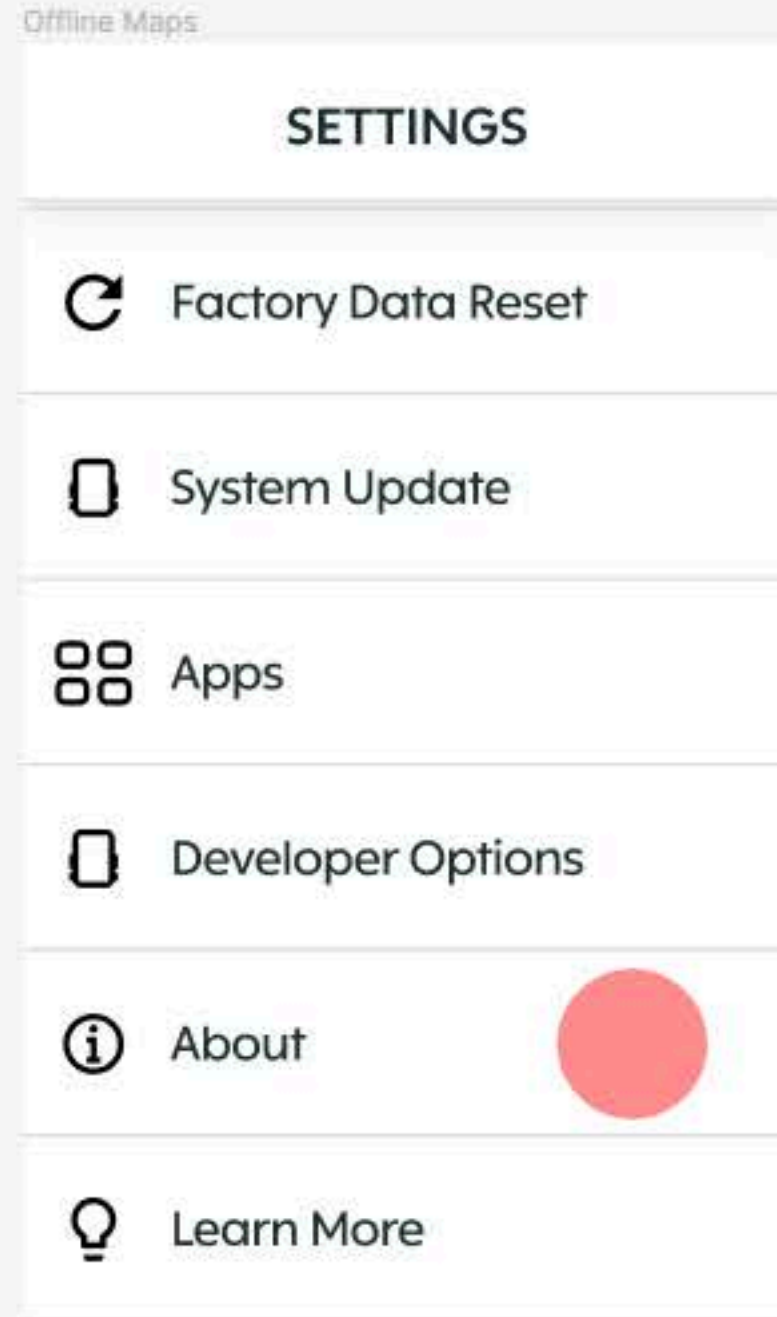 Offline Maps
SETTINGS
Factory Data Reset
System Update
Apps
Developer Options
About
Learn More